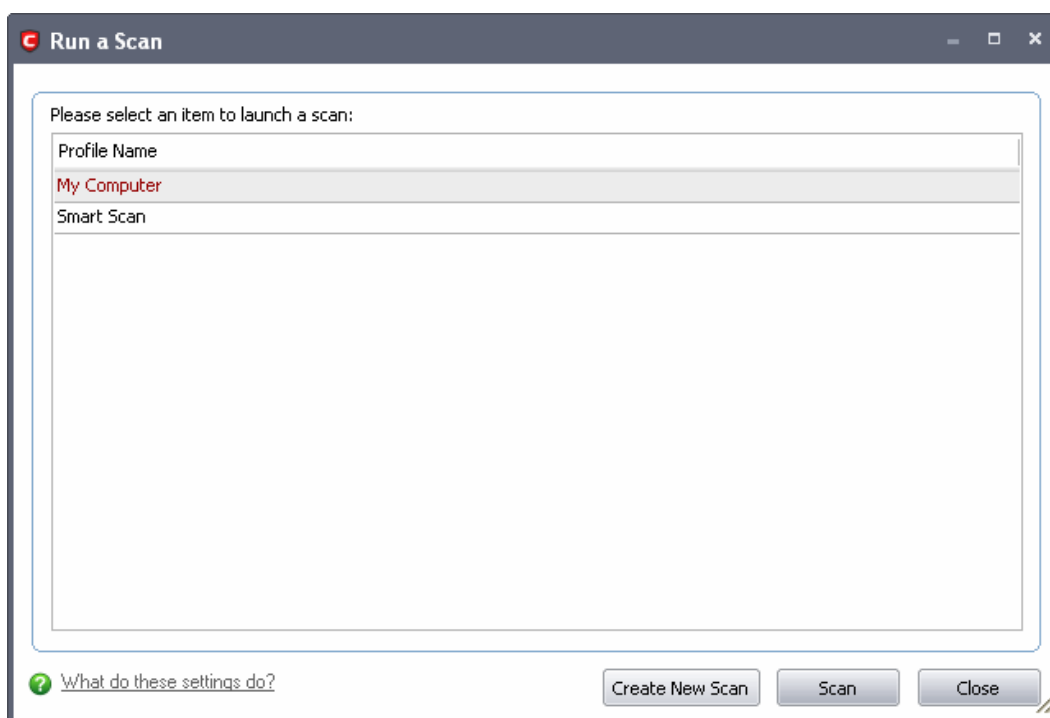 Run a Scan
Please select an item to launch a scan:
Profile Name
My Computer
Smart Scan
What do these settings do?
Create New Scan
Scan
Close